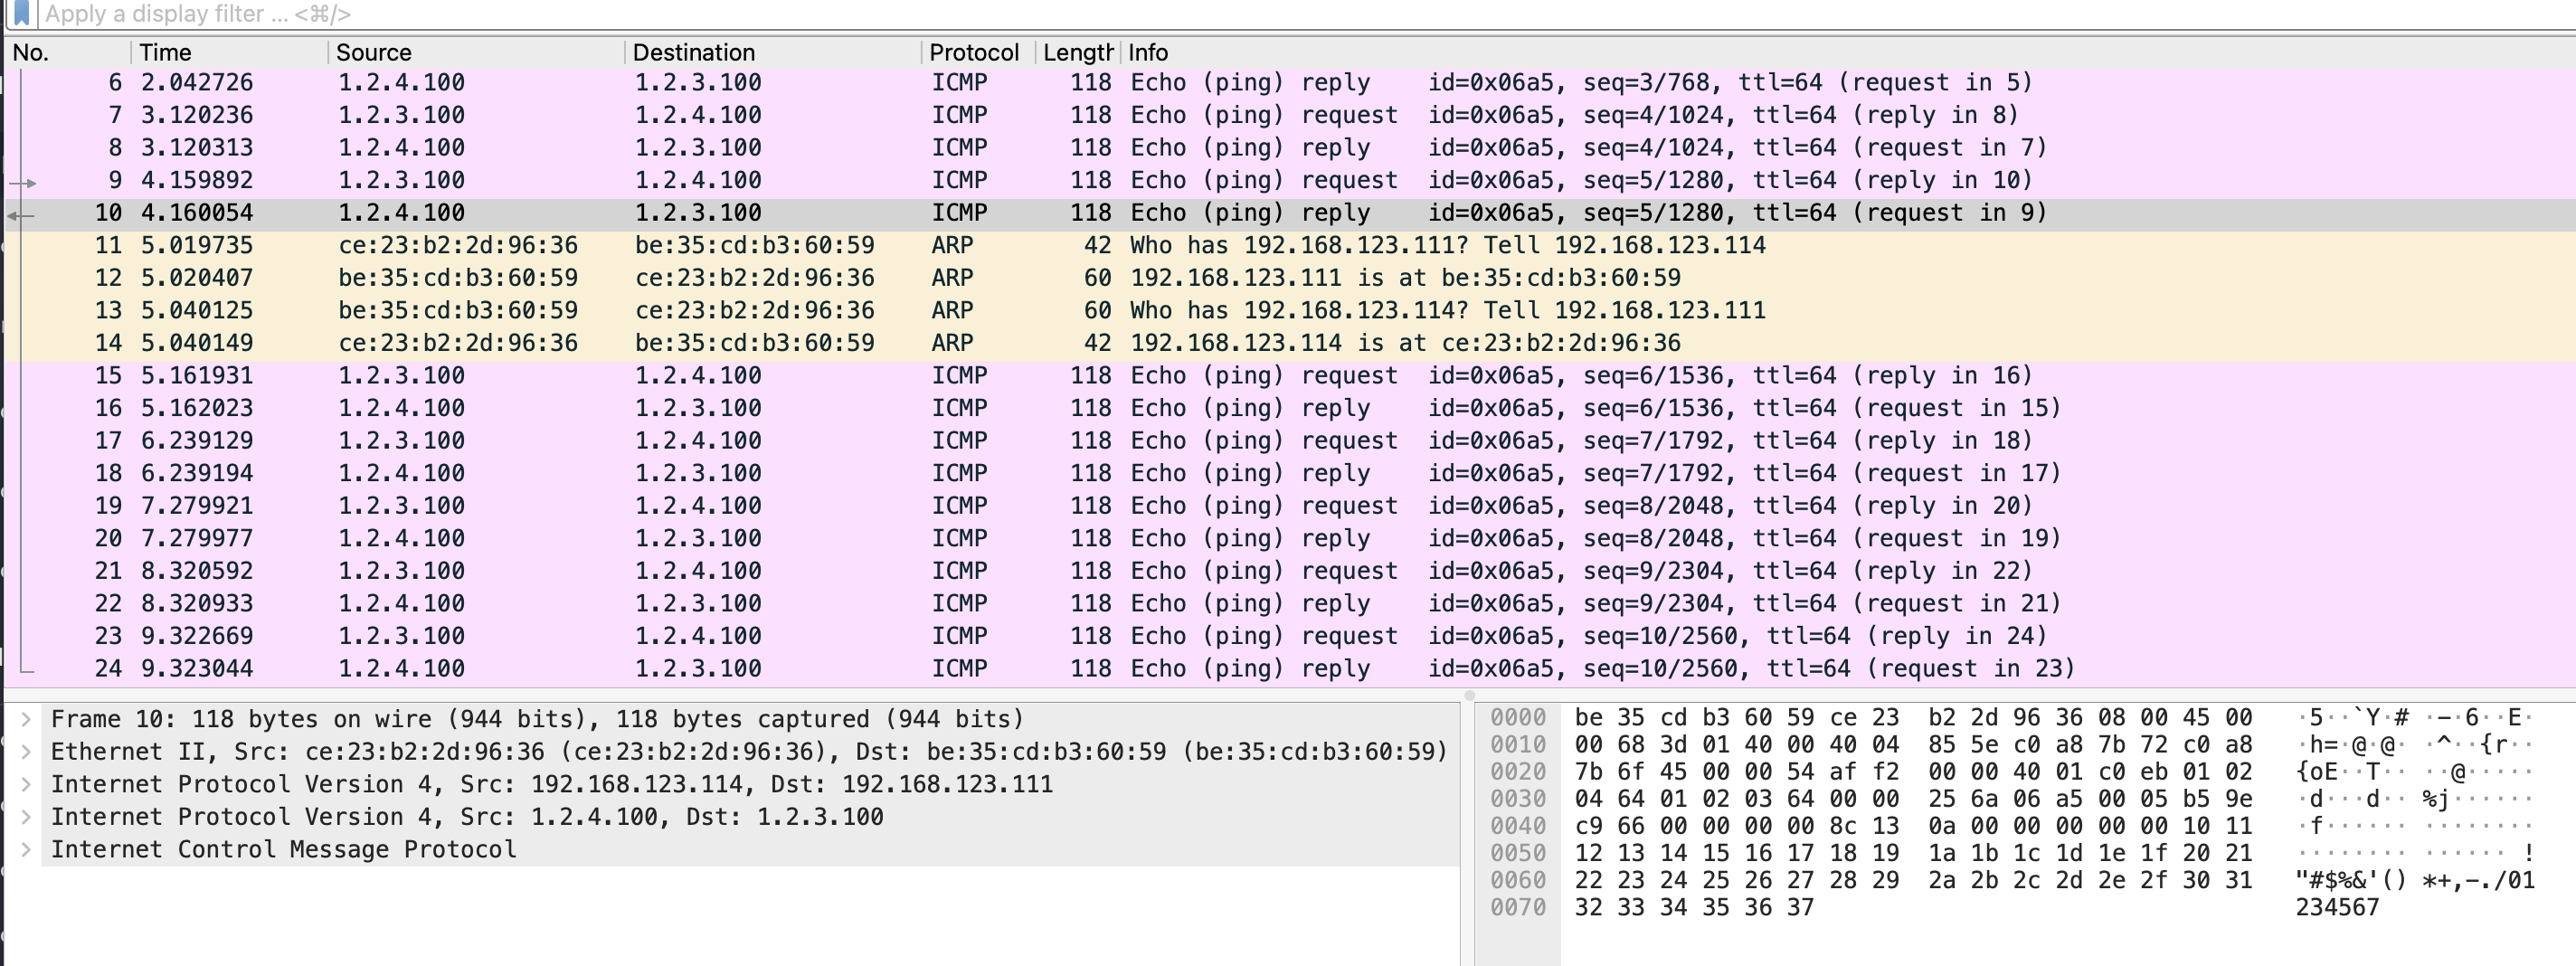 Apply a display filter … <⌘/>
No. Time Source Destination Protocol Length Info
6 2.042726 1.2.4.100 1.2.3.100 ICMP 118 Echo (ping) reply id=0x06a5, seq=3/768, ttl=64 (request in 5)
7 3.120236 1.2.3.100 1.2.4.100 ICMP 118 Echo (ping) request id=0x06a5, seq=4/1024, ttl=64 (reply in 8)
8 3.120313 1.2.4.100 1.2.3.100 ICMP 118 Echo (ping) reply id=0x06a5, seq=4/1024, ttl=64 (request in 7)
9 4.159892 1.2.3.100 1.2.4.100 ICMP 118 Echo (ping) request id=0x06a5, seq=5/1280, ttl=64 (reply in 10)
10 4.160054 1.2.4.100 1.2.3.100 ICMP 118 Echo (ping) reply id=0x06a5, seq=5/1280, ttl=64 (request in 9)
11 5.019735 ce:23:b2:2d:96:36 be:35:cd:b3:60:59 ARP 42 Who has 192.168.123.111? Tell 192.168.123.114
12 5.020407 be:35:cd:b3:60:59 ce:23:b2:2d:96:36 ARP 60 192.168.123.111 is at be:35:cd:b3:60:59
13 5.040125 be:35:cd:b3:60:59 ce:23:b2:2d:96:36 ARP 60 Who has 192.168.123.114? Tell 192.168.123.111
14 5.040149 ce:23:b2:2d:96:36 be:35:cd:b3:60:59 ARP 42 192.168.123.114 is at ce:23:b2:2d:96:36
15 5.161931 1.2.3.100 1.2.4.100 ICMP 118 Echo (ping) request id=0x06a5, seq=6/1536, ttl=64 (reply in 16)
16 5.162023 1.2.4.100 1.2.3.100 ICMP 118 Echo (ping) reply id=0x06a5, seq=6/1536, ttl=64 (request in 15)
17 6.239129 1.2.3.100 1.2.4.100 ICMP 118 Echo (ping) request id=0x06a5, seq=7/1792, ttl=64 (reply in 18)
18 6.239194 1.2.4.100 1.2.3.100 ICMP 118 Echo (ping) reply id=0x06a5, seq=7/1792, ttl=64 (request in 17)
19 7.279921 1.2.3.100 1.2.4.100 ICMP 118 Echo (ping) request id=0x06a5, seq=8/2048, ttl=64 (reply in 20)
20 7.279977 1.2.4.100 1.2.3.100 ICMP 118 Echo (ping) reply id=0x06a5, seq=8/2048, ttl=64 (request in 19)
21 8.320592 1.2.3.100 1.2.4.100 ICMP 118 Echo (ping) request id=0x06a5, seq=9/2304, ttl=64 (reply in 22)
22 8.320933 1.2.4.100 1.2.3.100 ICMP 118 Echo (ping) reply id=0x06a5, seq=9/2304, ttl=64 (request in 21)
23 9.322669 1.2.3.100 1.2.4.100 ICMP 118 Echo (ping) request id=0x06a5, seq=10/2560, ttl=64 (reply in 24)
24 9.323044 1.2.4.100 1.2.3.100 ICMP 118 Echo (ping) reply id=0x06a5, seq=10/2560, ttl=64 (request in 23)
Frame 10: 118 bytes on wire (944 bits), 118 bytes captured (944 bits)
Ethernet II, Src: ce:23:b2:2d:96:36 (ce:23:b2:2d:96:36), Dst: be:35:cd:b3:60:59 (be:35:cd:b3:60:59)
Internet Protocol Version 4, Src: 192.168.123.114, Dst: 192.168.123.111
Internet Protocol Version 4, Src: 1.2.4.100, Dst: 1.2.3.100
Internet Control Message Protocol
0000 be 35 cd b3 60 59 ce 23 b2 2d 96 36 08 00 45 00 ·5··`Y·# ·-·6··E·
0010 00 68 3d 01 40 00 40 04 85 5e c0 a8 7b 72 c0 a8 ·h=·@·@· ·^··{r··
0020 7b 6f 45 00 00 54 af f2 00 00 40 01 c0 eb 01 02 {oE··T·· ··@·····
0030 04 64 01 02 03 64 00 00 25 6a 06 a5 00 05 b5 9e ·d···d·· %j······
0040 c9 66 00 00 00 00 8c 13 0a 00 00 00 00 00 10 11 ·f······ ········
0050 12 13 14 15 16 17 18 19 1a 1b 1c 1d 1e 1f 20 21 ········ ······ !
0060 22 23 24 25 26 27 28 29 2a 2b 2c 2d 2e 2f 30 31 "#$%&'() *+,-./01
0070 32 33 34 35 36 37 234567